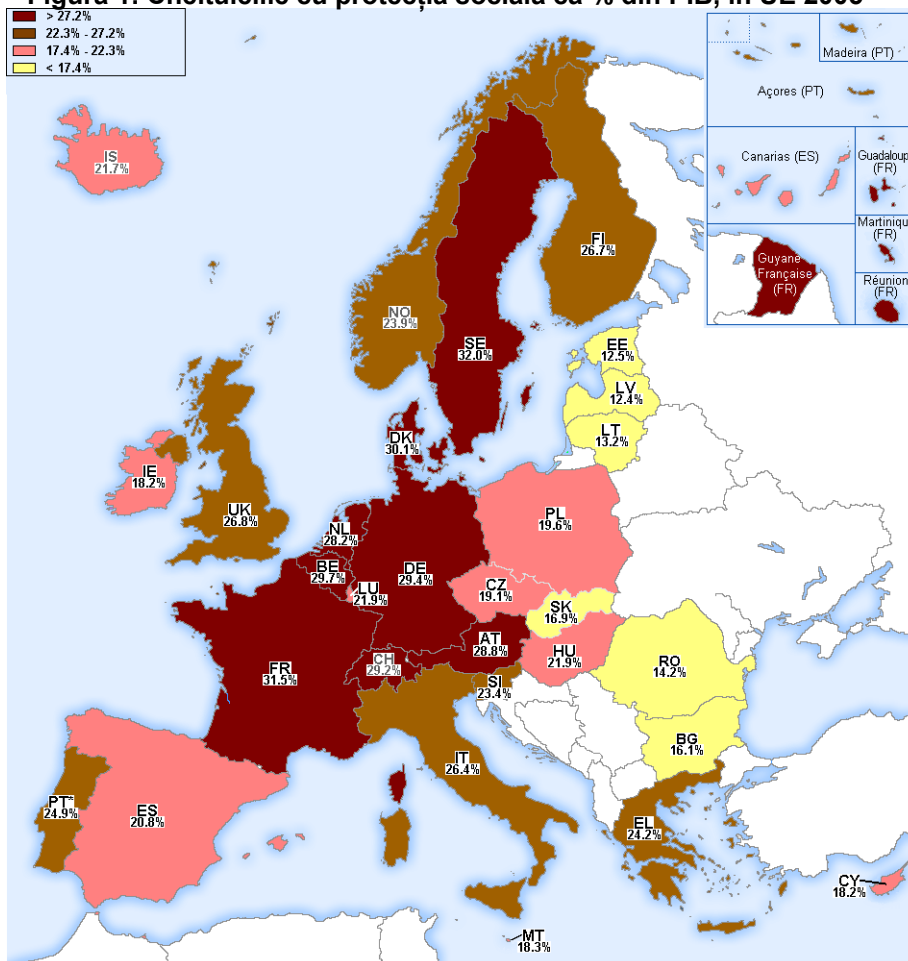 Figura 1. Cheltuielile cu protecția socială ca % din PIB, în UE
> 27.2%
22.3% - 27.2%
17.4% - 22.3%
< 17.4%
Madeira (PT)
Açores (PT)
Canarias (ES)
Guadaloup
(FR)
Martiniqu
(FR)
Guyane
Française
(FR)
Réunion
(FR)
IS
21.7%
FI
26.7%
NO
23.9%
SE
32.0%
EE
12.5%
LV
12.4%
LT
13.2%
DK
30.1%
IE
18.2%
UK
26.8%
NL
28.2%
PL
19.6%
BE
29.7%
DE
29.4%
LU
21.9%
CZ
19.1%
SK
16.9%
AT
28.8%
HU
21.9%
CH
29.2%
FR
31.5%
SI
23.4%
RO
14.2%
BG
16.1%
IT
26.4%
PT
24.9%
ES
20.8%
EL
24.2%
CY
18.2%
MT
18.3%